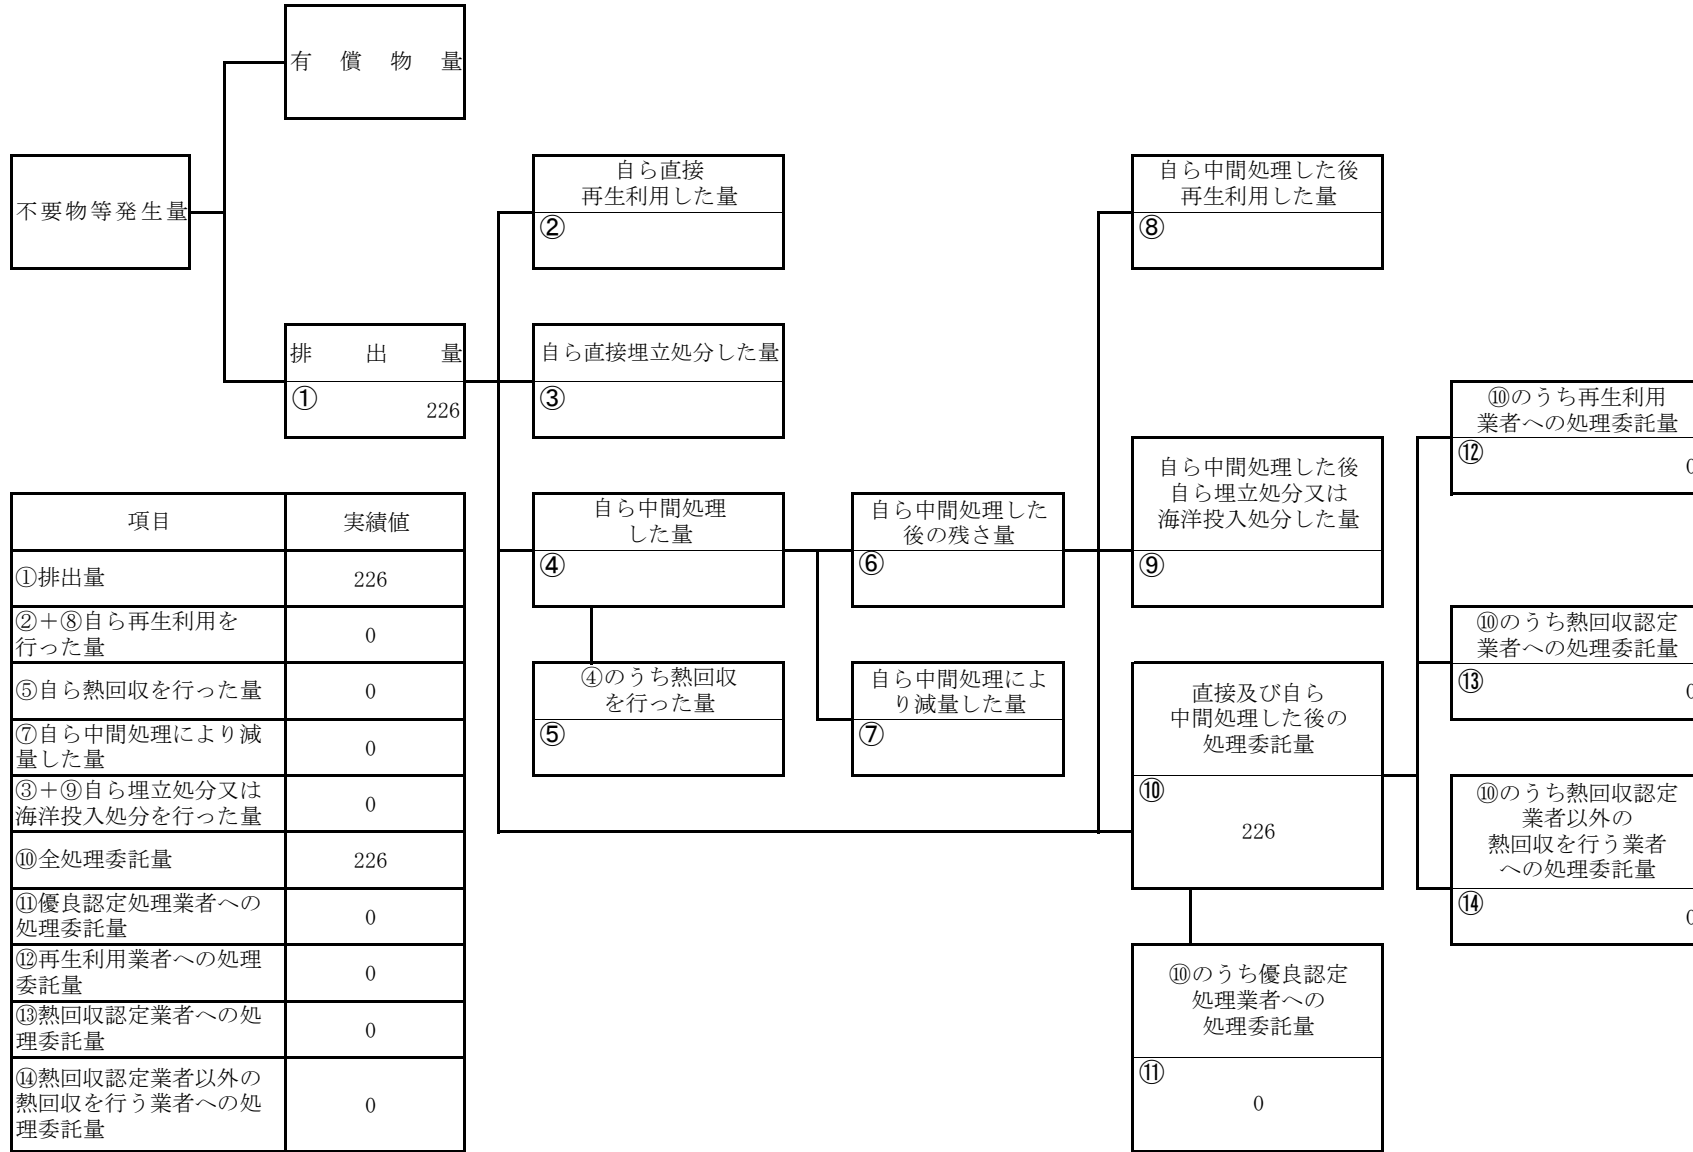 有償物量
不要物等発生量
自ら直接
再生利用した量
②
自ら中間処理した後
再生利用した量
⑧
排出量
①
226
自ら直接埋立処分した量
③
⑩のうち再生利用
業者への処理委託量
⑫
0
自ら中間処理
した量
④
自ら中間処理した
後の残さ量
⑥
自ら中間処理した後
自ら埋立処分又は
海洋投入処分した量
⑨
⑩のうち熱回収認定
業者への処理委託量
⑬
0
④のうち熱回収
を行った量
⑤
自ら中間処理によ
り減量した量
⑦
直接及び自ら
中間処理した後の
処理委託量
⑩
226
⑩のうち熱回収認定
業者以外の
熱回収を行う業者
への処理委託量
⑭
0
⑩のうち優良認定
処理業者への
処理委託量
⑪
0
項目 実績値
①排出量 226
②＋⑧自ら再生利用を
行った量 0
⑤自ら熱回収を行った量 0
⑦自ら中間処理により減
量した量 0
③＋⑨自ら埋立処分又は
海洋投入処分を行った量 0
⑩全処理委託量 226
⑪優良認定処理業者への
処理委託量 0
⑫再生利用業者への処理
委託量 0
⑬熱回収認定業者への処
理委託量 0
⑭熱回収認定業者以外の
熱回収を行う業者への処
理委託量 0